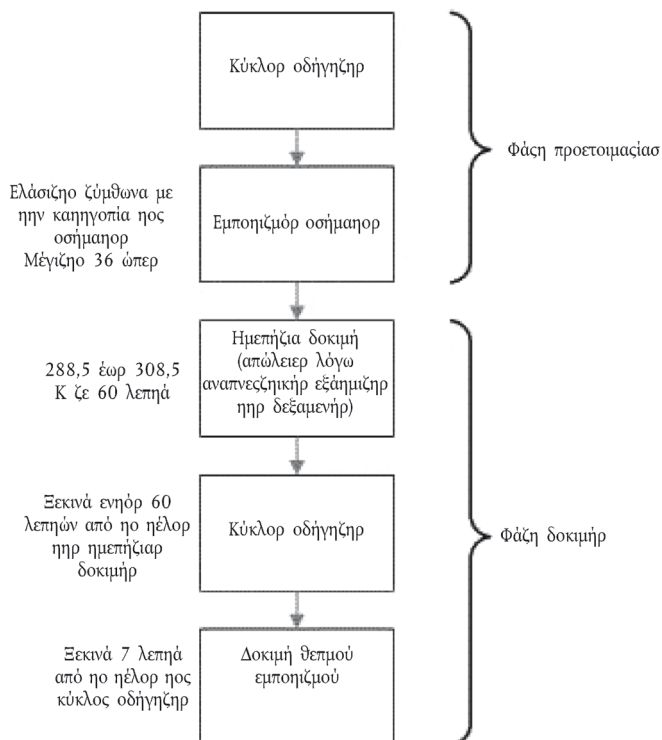 Κύκλορ οδήγηζηρ
Φάςη προετοιμαςίασ
Ελάσιζηο ζύμθωνα με
ηην καηηγοπία ηος
οσήμαηορ
Μέγιζηο 36 ώπερ
Εμποηιζμόρ οσήμαηορ
288,5 έωρ 308,5
Κ ζε 60 λεπηά
Ημεπήζια δοκιμή
(απώλειερ λόγω
αναπνεςζηικήρ εξάημιζηρ
ηηρ δεξαμενήρ)
Ξεκινά ενηόρ 60
λεπηών από ηο ηέλορ
ηηρ ημεπήζιαρ
δοκιμήρ
Κύκλορ οδήγηζηρ
Φάζη δοκιμήρ
Ξεκινά 7 λεπηά
από ηο ηέλορ ηος
κύκλος οδήγηζηρ
Δοκιμή θεπμού
εμποηιζμού